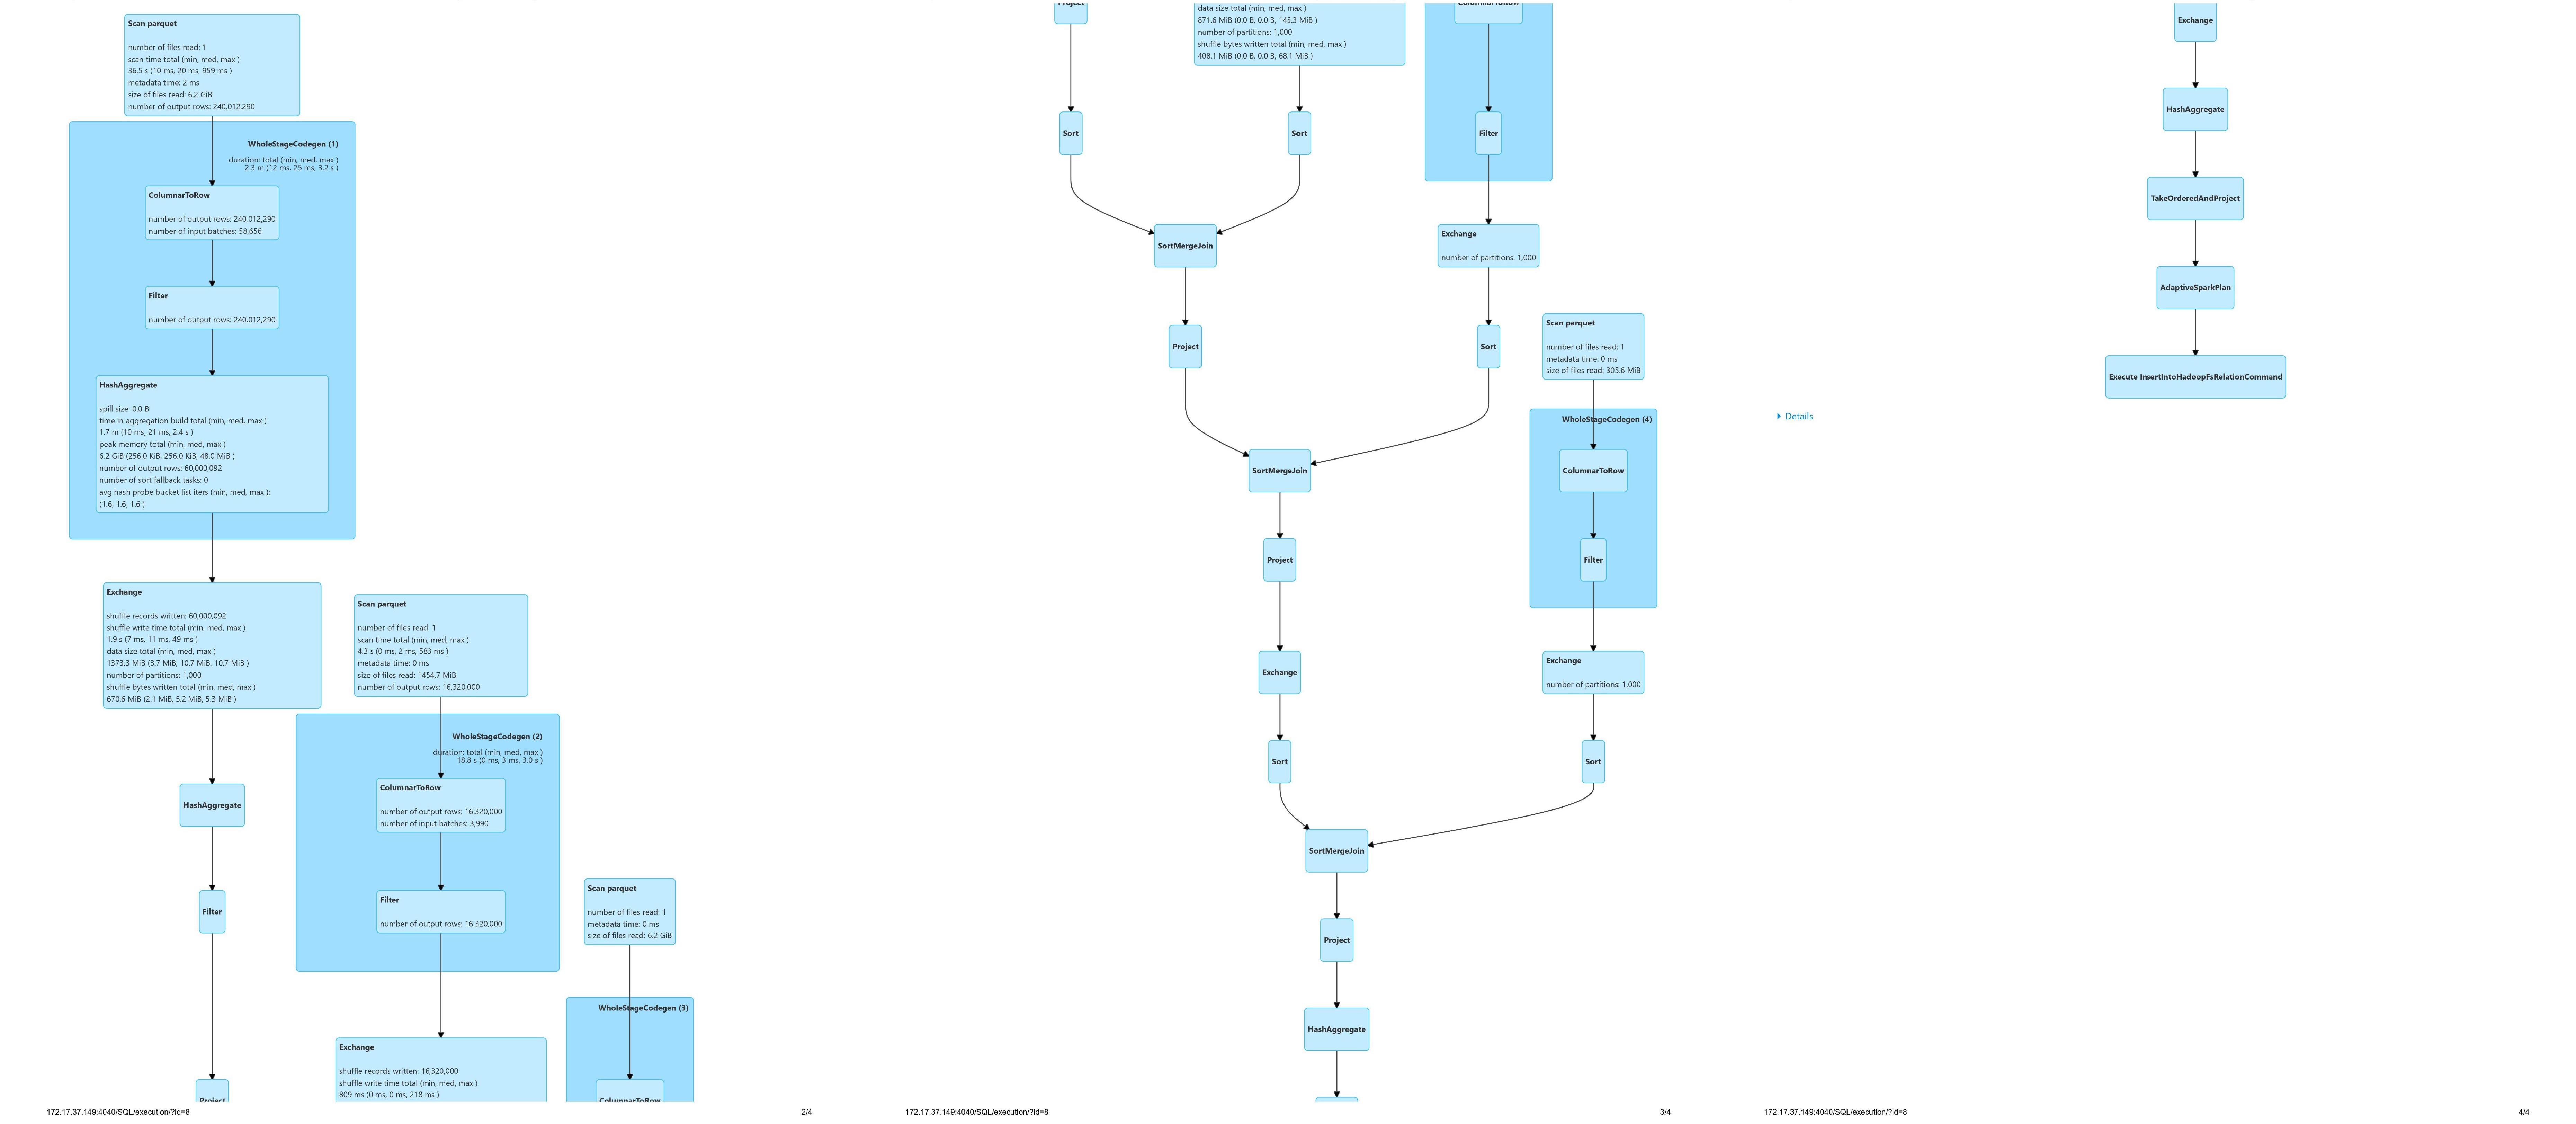 Scan parquet
number of files read: 1
scan time total (min, med, max )
36.5 s (10 ms, 20 ms, 959 ms )
metadata time: 2 ms
size of files read: 6.2 GiB
number of output rows: 240,012,290
WholeStageCodegen (1)
duration: total (min, med, max )
2.3 m (12 ms, 25 ms, 3.2 s )
ColumnarToRow
number of output rows: 240,012,290
number of input batches: 58,656
Filter
number of output rows: 240,012,290
HashAggregate
spill size: 0.0 B
time in aggregation build total (min, med, max )
1.7 m (10 ms, 21 ms, 2.4 s )
peak memory total (min, med, max )
6.2 GiB (256.0 KiB, 256.0 KiB, 48.0 MiB )
number of output rows: 60,000,092
number of sort fallback tasks: 0
avg hash probe bucket list iters (min, med, max ):
(1.6, 1.6, 1.6 )
Exchange
shuffle records written: 60,000,092
shuffle write time total (min, med, max )
1.9 s (7 ms, 11 ms, 49 ms )
data size total (min, med, max )
1373.3 MiB (3.7 MiB, 10.7 MiB, 10.7 MiB )
number of partitions: 1,000
shuffle bytes written total (min, med, max )
670.6 MiB (2.1 MiB, 5.2 MiB, 5.3 MiB )
HashAggregate
Filter
Project
Scan parquet
number of files read: 1
scan time total (min, med, max )
4.3 s (0 ms, 2 ms, 583 ms )
metadata time: 0 ms
size of files read: 1454.7 MiB
number of output rows: 16,320,000
WholeStageCodegen (2)
duration: total (min, med, max )
18.8 s (0 ms, 3 ms, 3.0 s )
ColumnarToRow
number of output rows: 16,320,000
number of input batches: 3,990
Filter
number of output rows: 16,320,000
Exchange
shuffle records written: 16,320,000
shuffle write time total (min, med, max )
809 ms (0 ms, 0 ms, 218 ms )
Scan parquet
number of files read: 1
metadata time: 0 ms
size of files read: 6.2 GiB
WholeStageCodegen (3)
ColumnarToRow
172.17.37.149:4040/SQL/execution/?id=8
2/4
Project
data size total (min, med, max )
871.6 MiB (0.0 B, 0.0 B, 145.3 MiB )
number of partitions: 1,000
shuffle bytes written total (min, med, max )
408.1 MiB (0.0 B, 0.0 B, 68.1 MiB )
ColumnarToRow
Sort
Sort
Filter
SortMergeJoin
Exchange
number of partitions: 1,000
Project
Sort
Scan parquet
number of files read: 1
metadata time: 0 ms
size of files read: 305.6 MiB
WholeStageCodegen (4)
SortMergeJoin
ColumnarToRow
Project
Filter
Exchange
Exchange
number of partitions: 1,000
Sort
Sort
SortMergeJoin
Project
HashAggregate
172.17.37.149:4040/SQL/execution/?id=8
3/4
Exchange
HashAggregate
TakeOrderedAndProject
AdaptiveSparkPlan
Execute InsertIntoHadoopFsRelationCommand
Details
172.17.37.149:4040/SQL/execution/?id=8
4/4